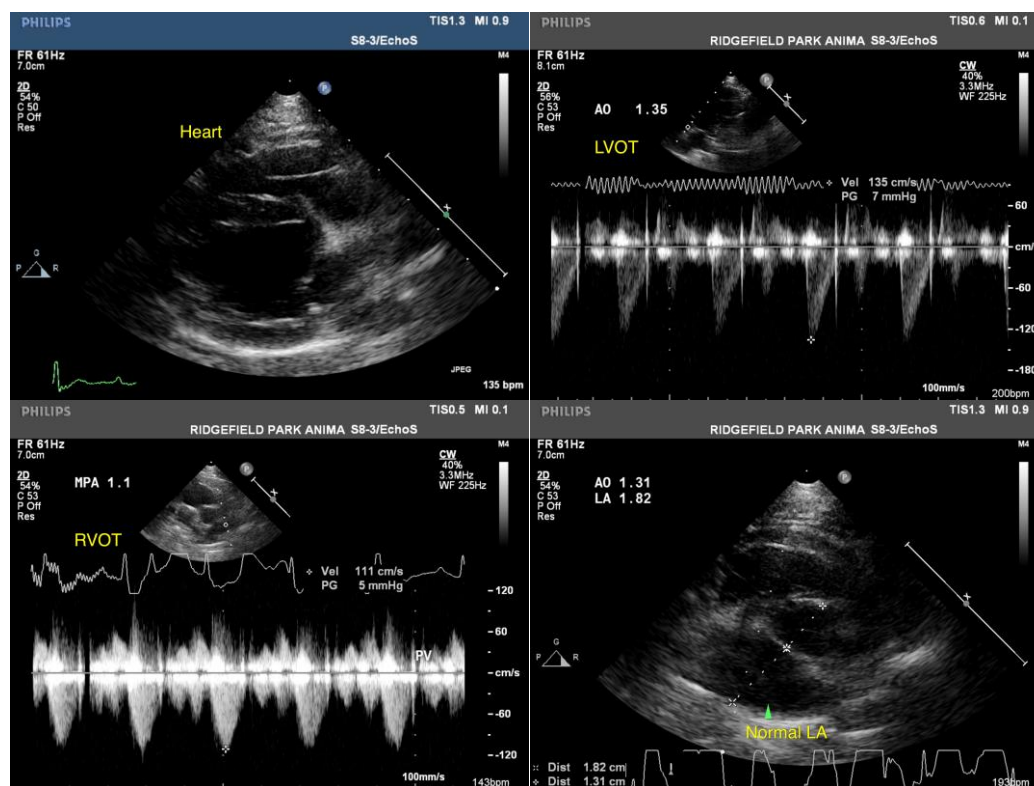 PHILIPS
TIS1.3 MI 0.9
S8-3/EchoS
FR 61Hz
7.0cm
M4
2D
54%
C 50
P Off
Res
Heart
P
x
G
P R
JPEG
135 bpm
PHILIPS
TIS0.6 MI 0.1
RIDGEFIELD PARK ANIMA S8-3/EchoS
FR 61Hz
8.1cm
M4
2D
56%
C 53
P Off
Res
CW
40%
3.3MHz
WF 225Hz
AO 1.35
LVOT
P
x
Vel 135 cm/s
PG 7 mmHg
60
cm/s
-60
-120
-180
100mm/s
200bpm
PHILIPS
TIS0.5 MI 0.1
RIDGEFIELD PARK ANIMA S8-3/EchoS
FR 61Hz
7.0cm
M4
2D
54%
C 53
P Off
Res
CW
40%
3.3MHz
WF 225Hz
MPA 1.1
RVOT
P
x
Vel 111 cm/s
PG 5 mmHg
120
60
PV
cm/s
-60
-120
100mm/s
143bpm
PHILIPS
TIS1.3 MI 0.9
RIDGEFIELD PARK ANIMA S8-3/EchoS
FR 61Hz
7.0cm
M4
2D
54%
C 53
P Off
Res
AO 1.31
LA 1.82
P
x
G
P R
Normal LA
Dist 1.82 cm
Dist 1.31 cm
193bpm